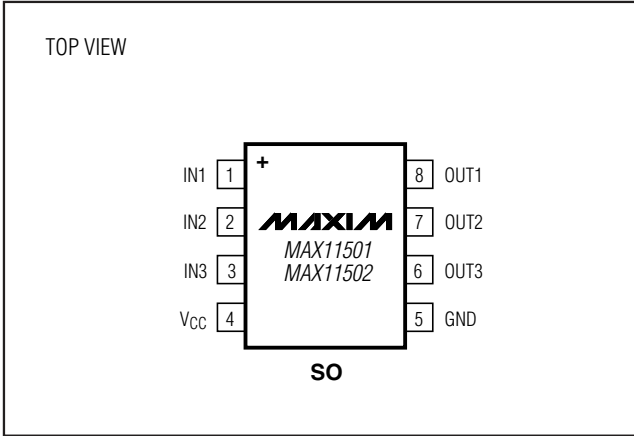 TOP VIEW
+
IN1 1 8 OUT1
IN2 2 MAXIM 7 OUT2
MAX11501
IN3 3 MAX11502 6 OUT3
VCC 4 5 GND
SO